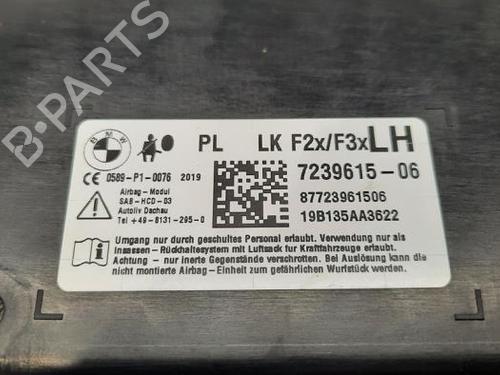 B-PARTS
BMW
PL LK F2x/F3x LH
CE 0589-P1-0076 2019
7239615-06
Airbag-Modul
SAB-HCD-03
Autoliv Dachau
Tel +49-8131-295-0
87723961506
19B135AA3622
Umgang nur durch geschultes Personal erlaubt. Verwendung nur als
Insassen-Rückhaltesystem mit Luftsack für Kraftfahrzeuge erlaubt.
Achtung - nur inerte Gegenstände verschrotten. Bei Auslösung kann die
nicht montierte Airbag-Einheit zum gefährlichen Wurfstück werden.